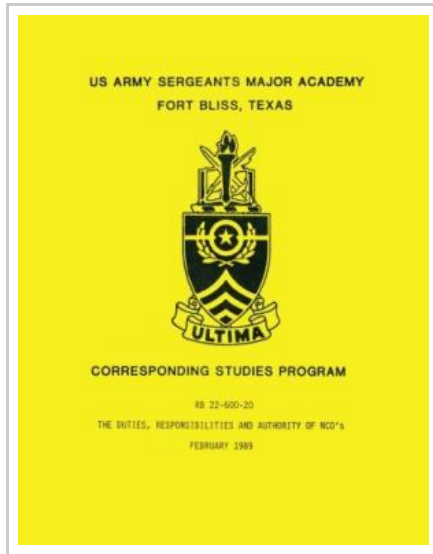 US ARMY SERGEANTS MAJOR ACADEMY
FORT BLISS, TEXAS
ULTIMA
CORRESPONDING STUDIES PROGRAM
RB 22-600-20
THE DUTIES, RESPONSIBILITIES AND AUTHORITY OF NCO's
FEBRUARY 1989